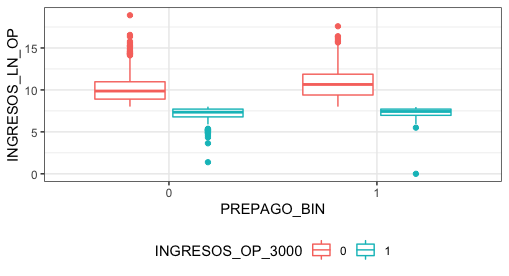 INGRESOS_LN_OP
15
10
5
0
0 1
PREPAGO_BIN
INGRESOS_OP_3000 0 1